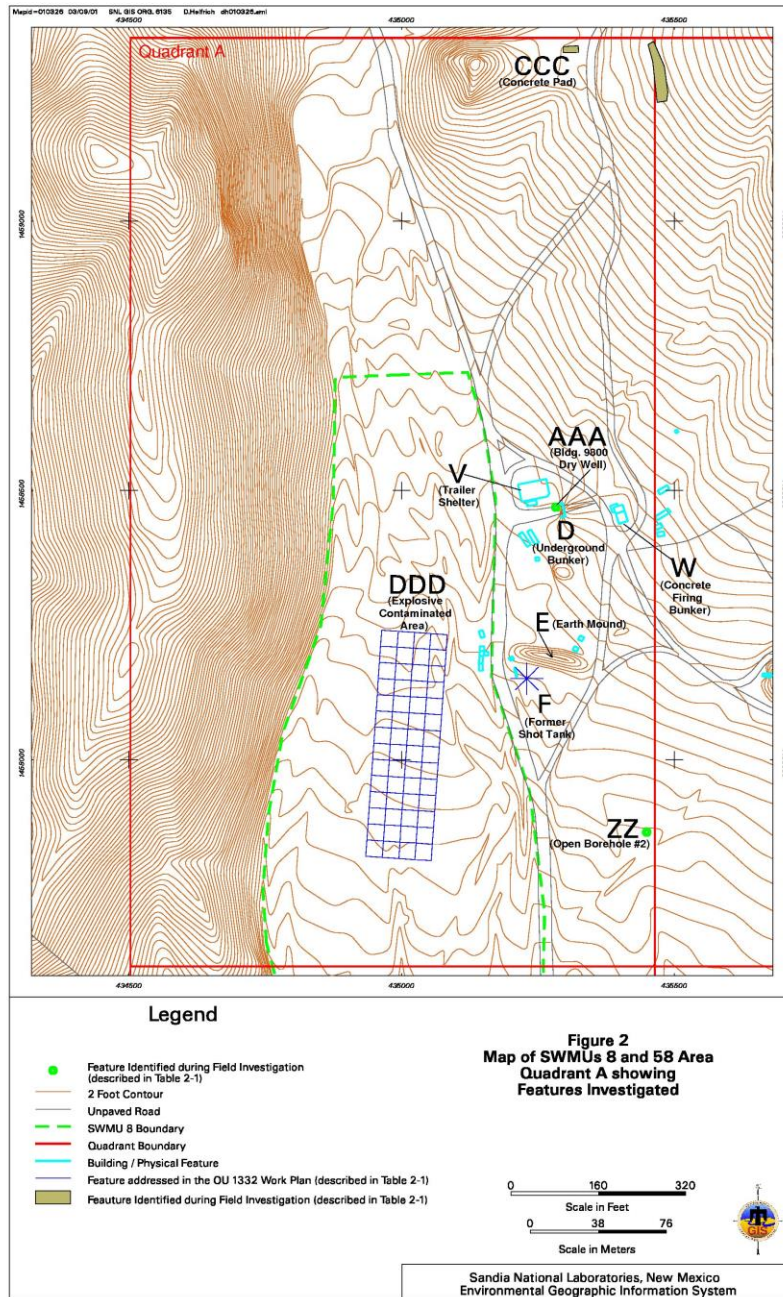 Mapid=010326 03/09/01 SNL GIS ORG. 6135 D.Helfrich dh010326.aml
434500 435000 435500
Quadrant A
CCC
(Concrete Pad)
1459000
AAA
(Bldg. 9800
Dry Well)
V
(Trailer
Shelter)
1458500
D
(Underground
Bunker)
W
(Concrete
Firing
Bunker)
DDD
(Explosive
Contaminated
Area)
E (Earth Mound)
F
(Former
Shot Tank)
1458000
ZZ
(Open Borehole #2)
434500 435000 435500
Legend
Feature Identified during Field Investigation
(described in Table 2-1)
2 Foot Contour
Unpaved Road
SWMU 8 Boundary
Quadrant Boundary
Building / Physical Feature
Feature addressed in the OU 1332 Work Plan (described in Table 2-1)
Feauture Identified during Field Investigation (described in Table 2-1)
Figure 2
Map of SWMUs 8 and 58 Area
Quadrant A showing
Features Investigated
0 160 320
Scale in Feet
0 38 76
Scale in Meters
GIS
Sandia National Laboratories, New Mexico
Environmental Geographic Information System